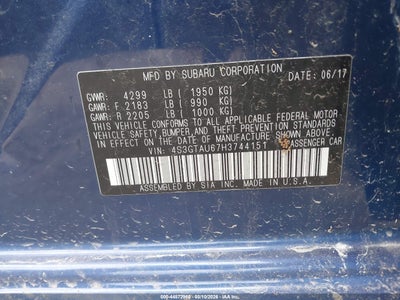 MFD BY SUBARU CORPORATION DATE: 06/17
GVWR: 4299 LB ( 1950 KG)
GAWR: F 2183 LB ( 990 KG)
GAWR: R 2205 LB ( 1000 KG)
THIS VEHICLE CONFORMS TO ALL APPLICABLE FEDERAL MOTOR
VEHICLE SAFETY, BUMPER, AND THEFT PREVENTION STANDARDS
IN EFFECT ON THE DATE OF MANUFACTURE SHOWN ABOVE.
VIN: 4S3GTAU67H3744151 PASSENGER CAR
ASSEMBLED BY SIA INC. MADE IN U.S.A.